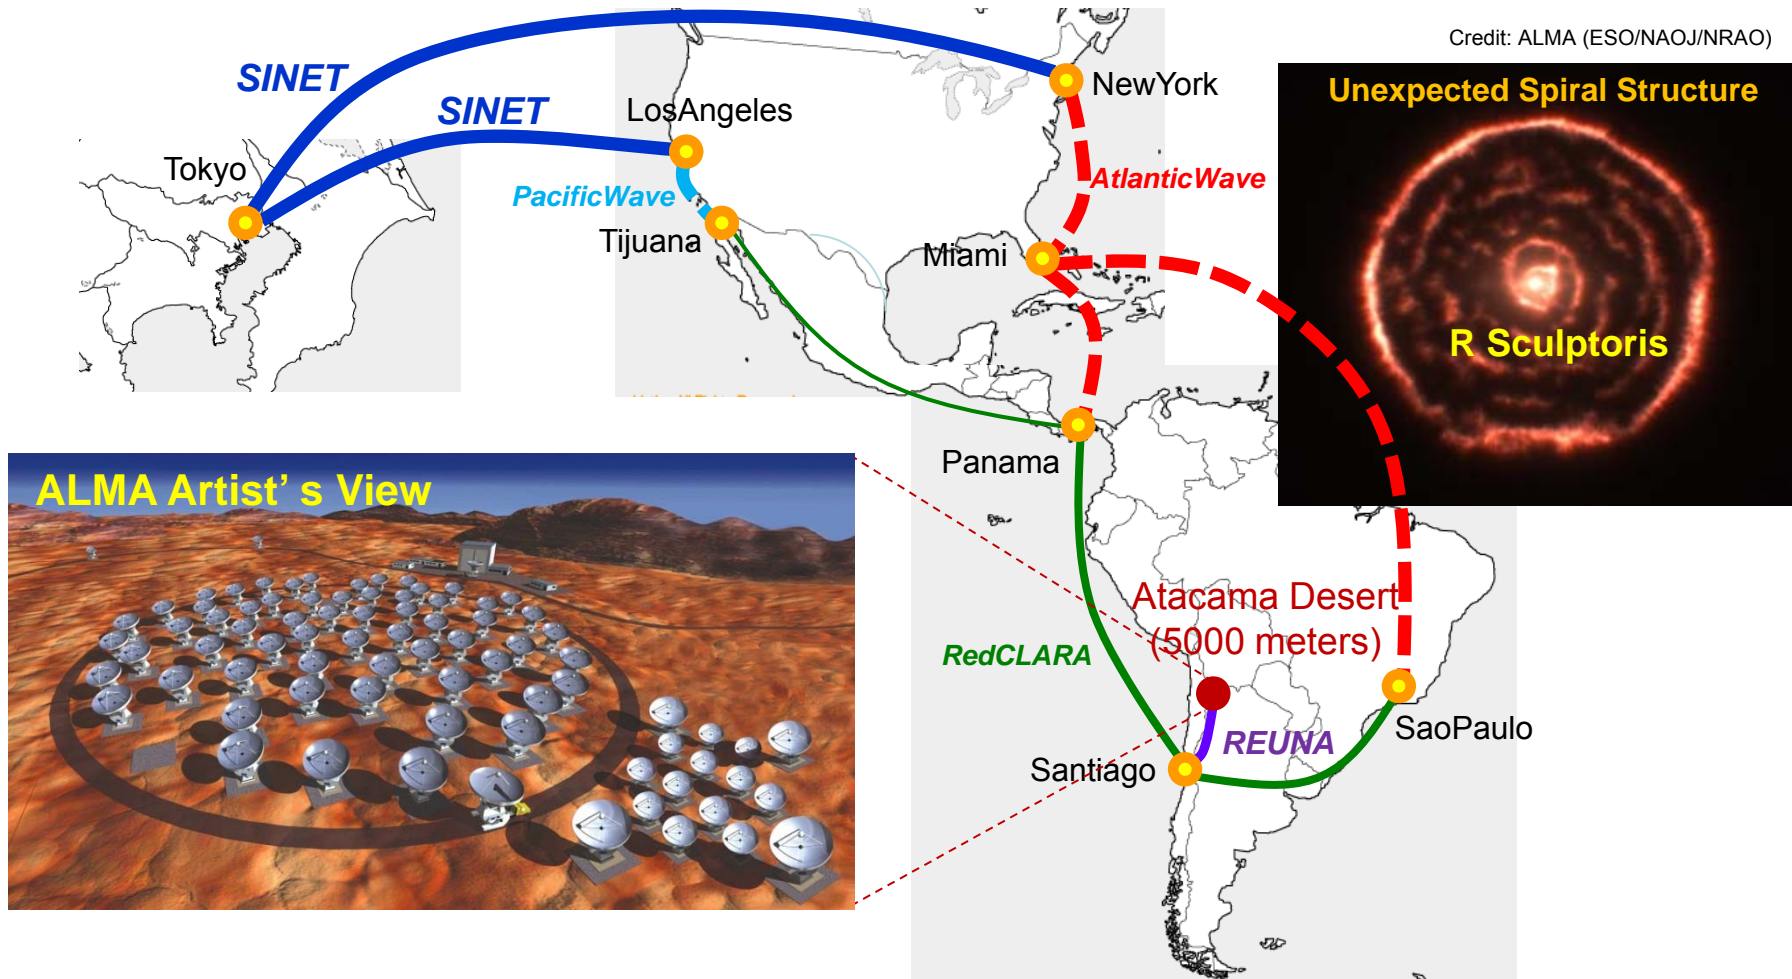 Credit: ALMA (ESO/NAOJ/NRAO)
SINET
NewYork
Unexpected Spiral Structure
SINET
LosAngeles
Tokyo
PacificWave
AtlanticWave
Tijuana
Miami
R Sculptoris
Panama
ALMA Artist’ s View
Atacama Desert
(5000 meters)
RedCLARA
SaoPaulo
REUNA
Santiago